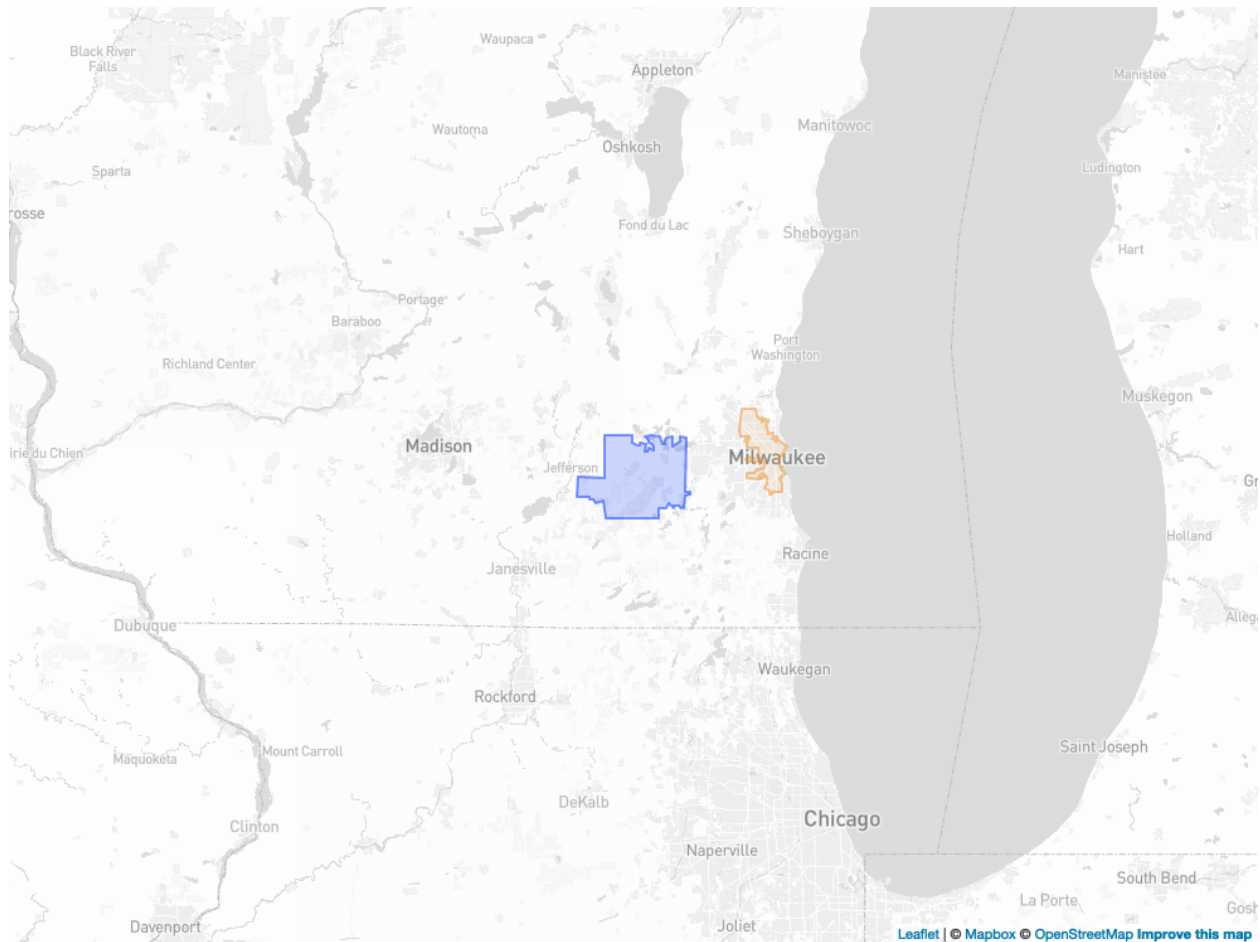 Waupaca
Black River
Falls
Appleton
Manistee
Manitowoc
Wautoma
Oshkosh
Sparta
Ludington
rosse
Fond du Lac
Sheboygan
Hart
Portage
Baraboo
Port
Washington
Richland Center
Muskegon
Madison
irie du Chien
Milwaukee
Jefferson
Gr
Holland
Racine
Janesville
Dubuque
Allega
Waukegan
Rockford
Saint Joseph
Mount Carroll
Maquoketa
DeKalb
Chicago
Clinton
Naperville
South Bend
La Porte
Gosh
Davenport
Joliet
Leaflet | © Mapbox © OpenStreetMap Improve this map